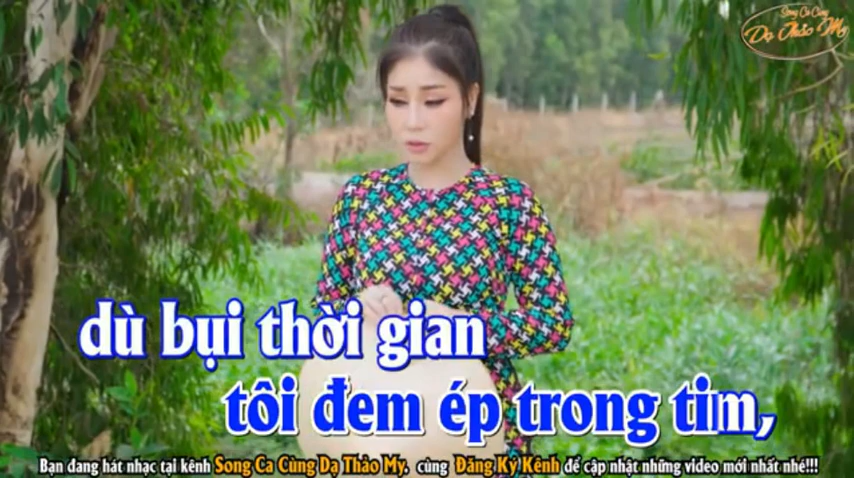 Song Ca Cùng
Dạ Thảo My
dù bụi thời gian
tôi đem ép trong tim,
Bạn đang hát nhạc tại kênh Song Ca Cùng Dạ Thảo My. cùng Đăng Ký Kênh để cập nhật những video mới nhất nhé!!!